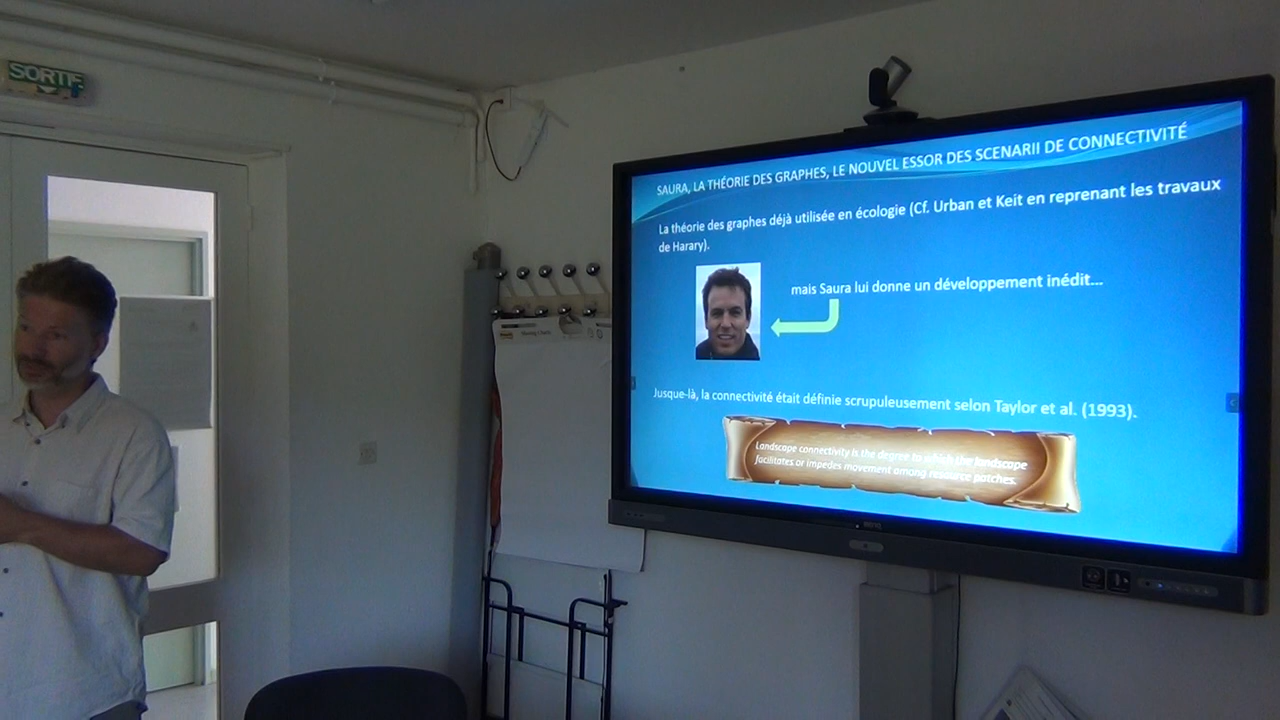 SORTIE
SAURA, LA THÉORIE DES GRAPHES, LE NOUVEL ESSOR DES SCENARII DE CONNECTIVITÉ
La théorie des graphes déjà utilisée en écologie (Cf. Urban et Keit en reprenant les travaux
de Harary).
mais Saura lui donne un développement inédit...
Jusque-là, la connectivité était définie scrupuleusement selon Taylor et al. (1993).
Landscape connectivity is the degree to which the landscape
facilitates or impedes movement among resource patches.
BenQ